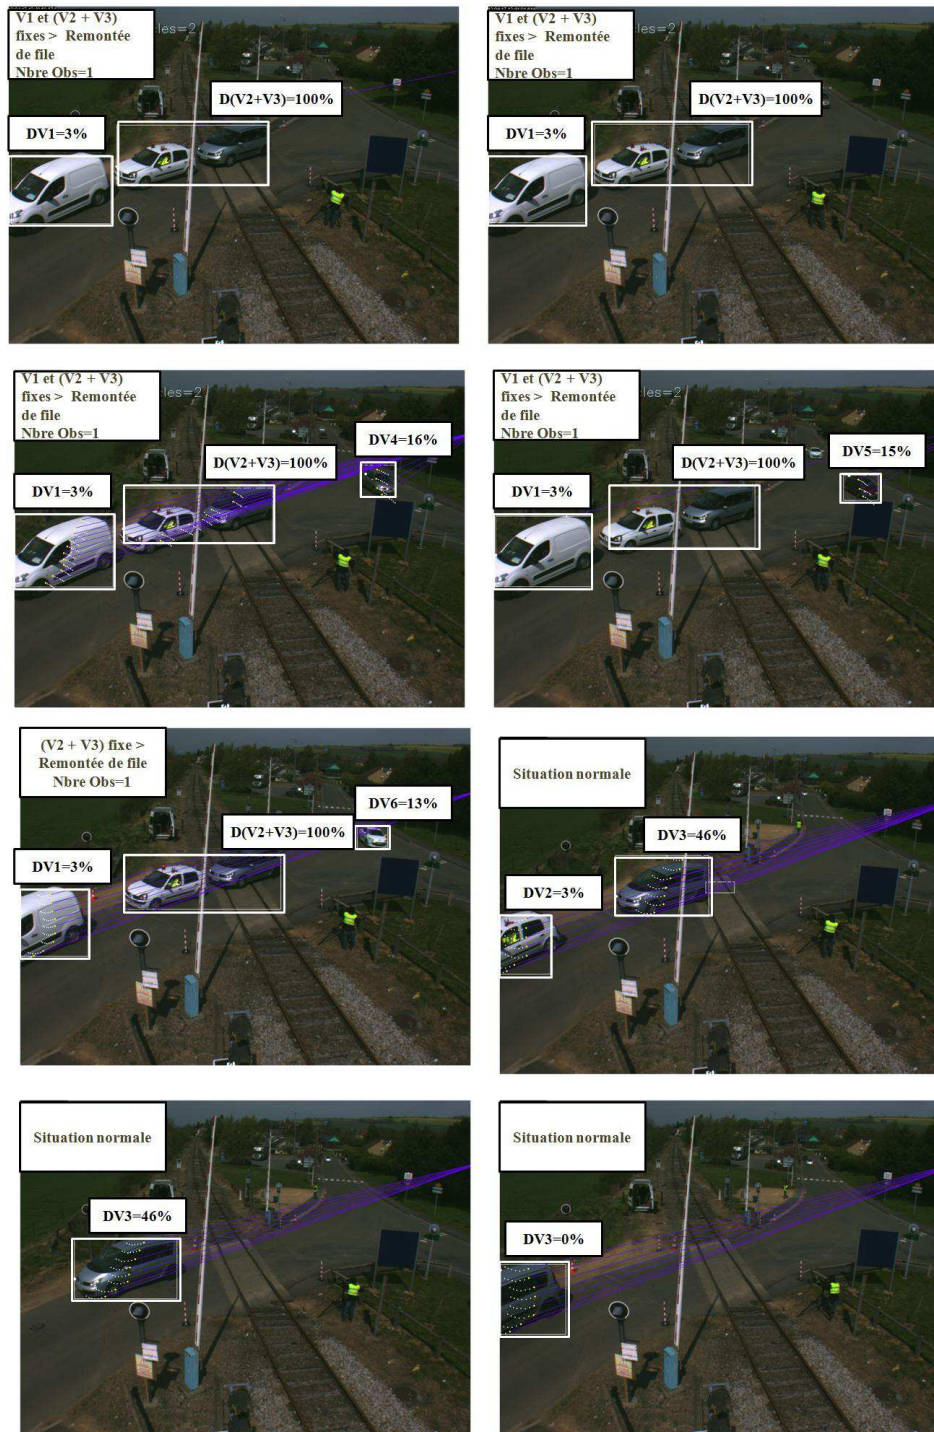 V1 et (V2 + V3)
fixes > Remontée
de file
Nbre Obs=1
cles=2
D(V2+V3)=100%
DV1=3%
V1 et (V2 + V3)
fixes > Remontée
de file
Nbre Obs=1
D(V2+V3)=100%
DV1=3%
V1 et (V2 + V3)
fixes > Remontée
de file
Nbre Obs=1
cles=2
DV4=16%
D(V2+V3)=100%
DV1=3%
V1 et (V2 + V3)
fixes > Remontée
de file
Nbre Obs=1
DV5=15%
D(V2+V3)=100%
DV1=3%
(V2 + V3) fixe >
Remontée de file
Nbre Obs=1
DV6=13%
D(V2+V3)=100%
DV1=3%
Situation normale
DV3=46%
DV2=3%
Situation normale
DV3=46%
Situation normale
DV3=0%